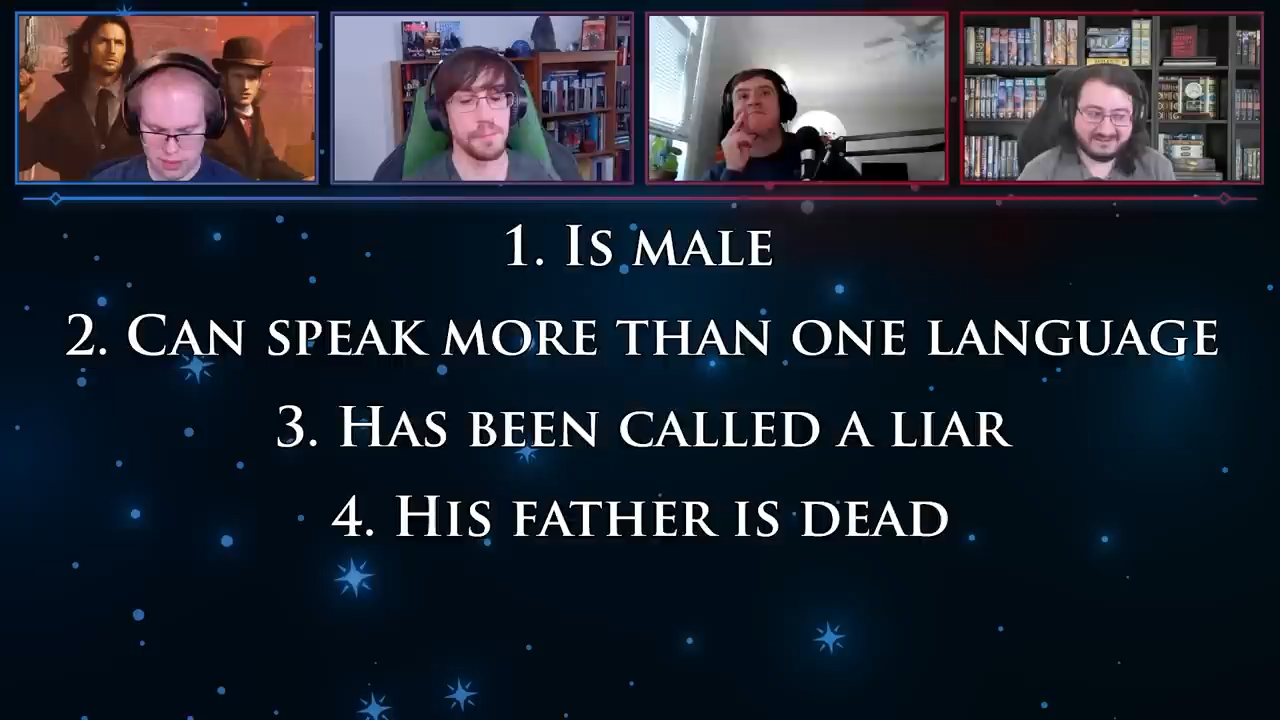 1. Is male
2. Can speak more than one language
3. Has been called a liar
4. His father is dead